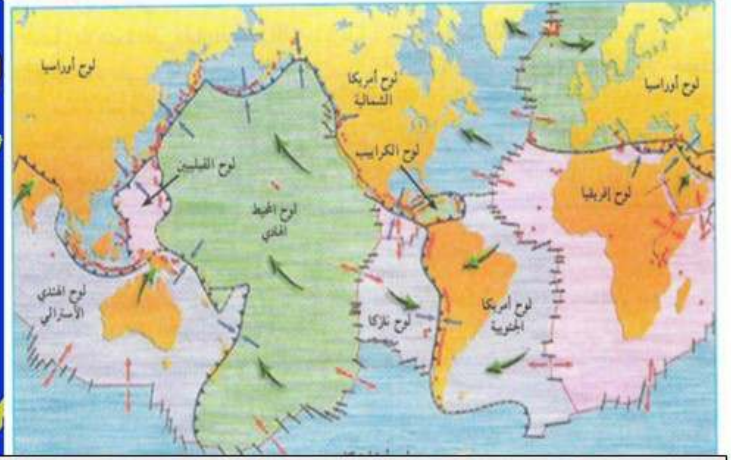 لوح أوراسيا
لوح أمريكا
الشمالية
لوح أوراسيا
لوح الكراييب
لوح الفيليبين
لوح إفريقيا
لوح المحيط
الهادي
لوح الهندي
الأسترالي
لوح نازكا
لوح أمريكا
الجنوبية